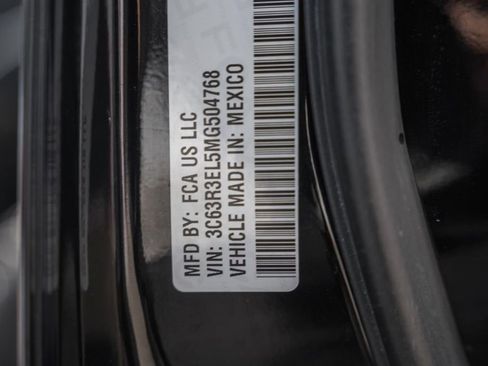 MFD BY: FCA US LLC
VIN: 3C63R3EL5MG504768
VEHICLE MADE IN: MEXICO